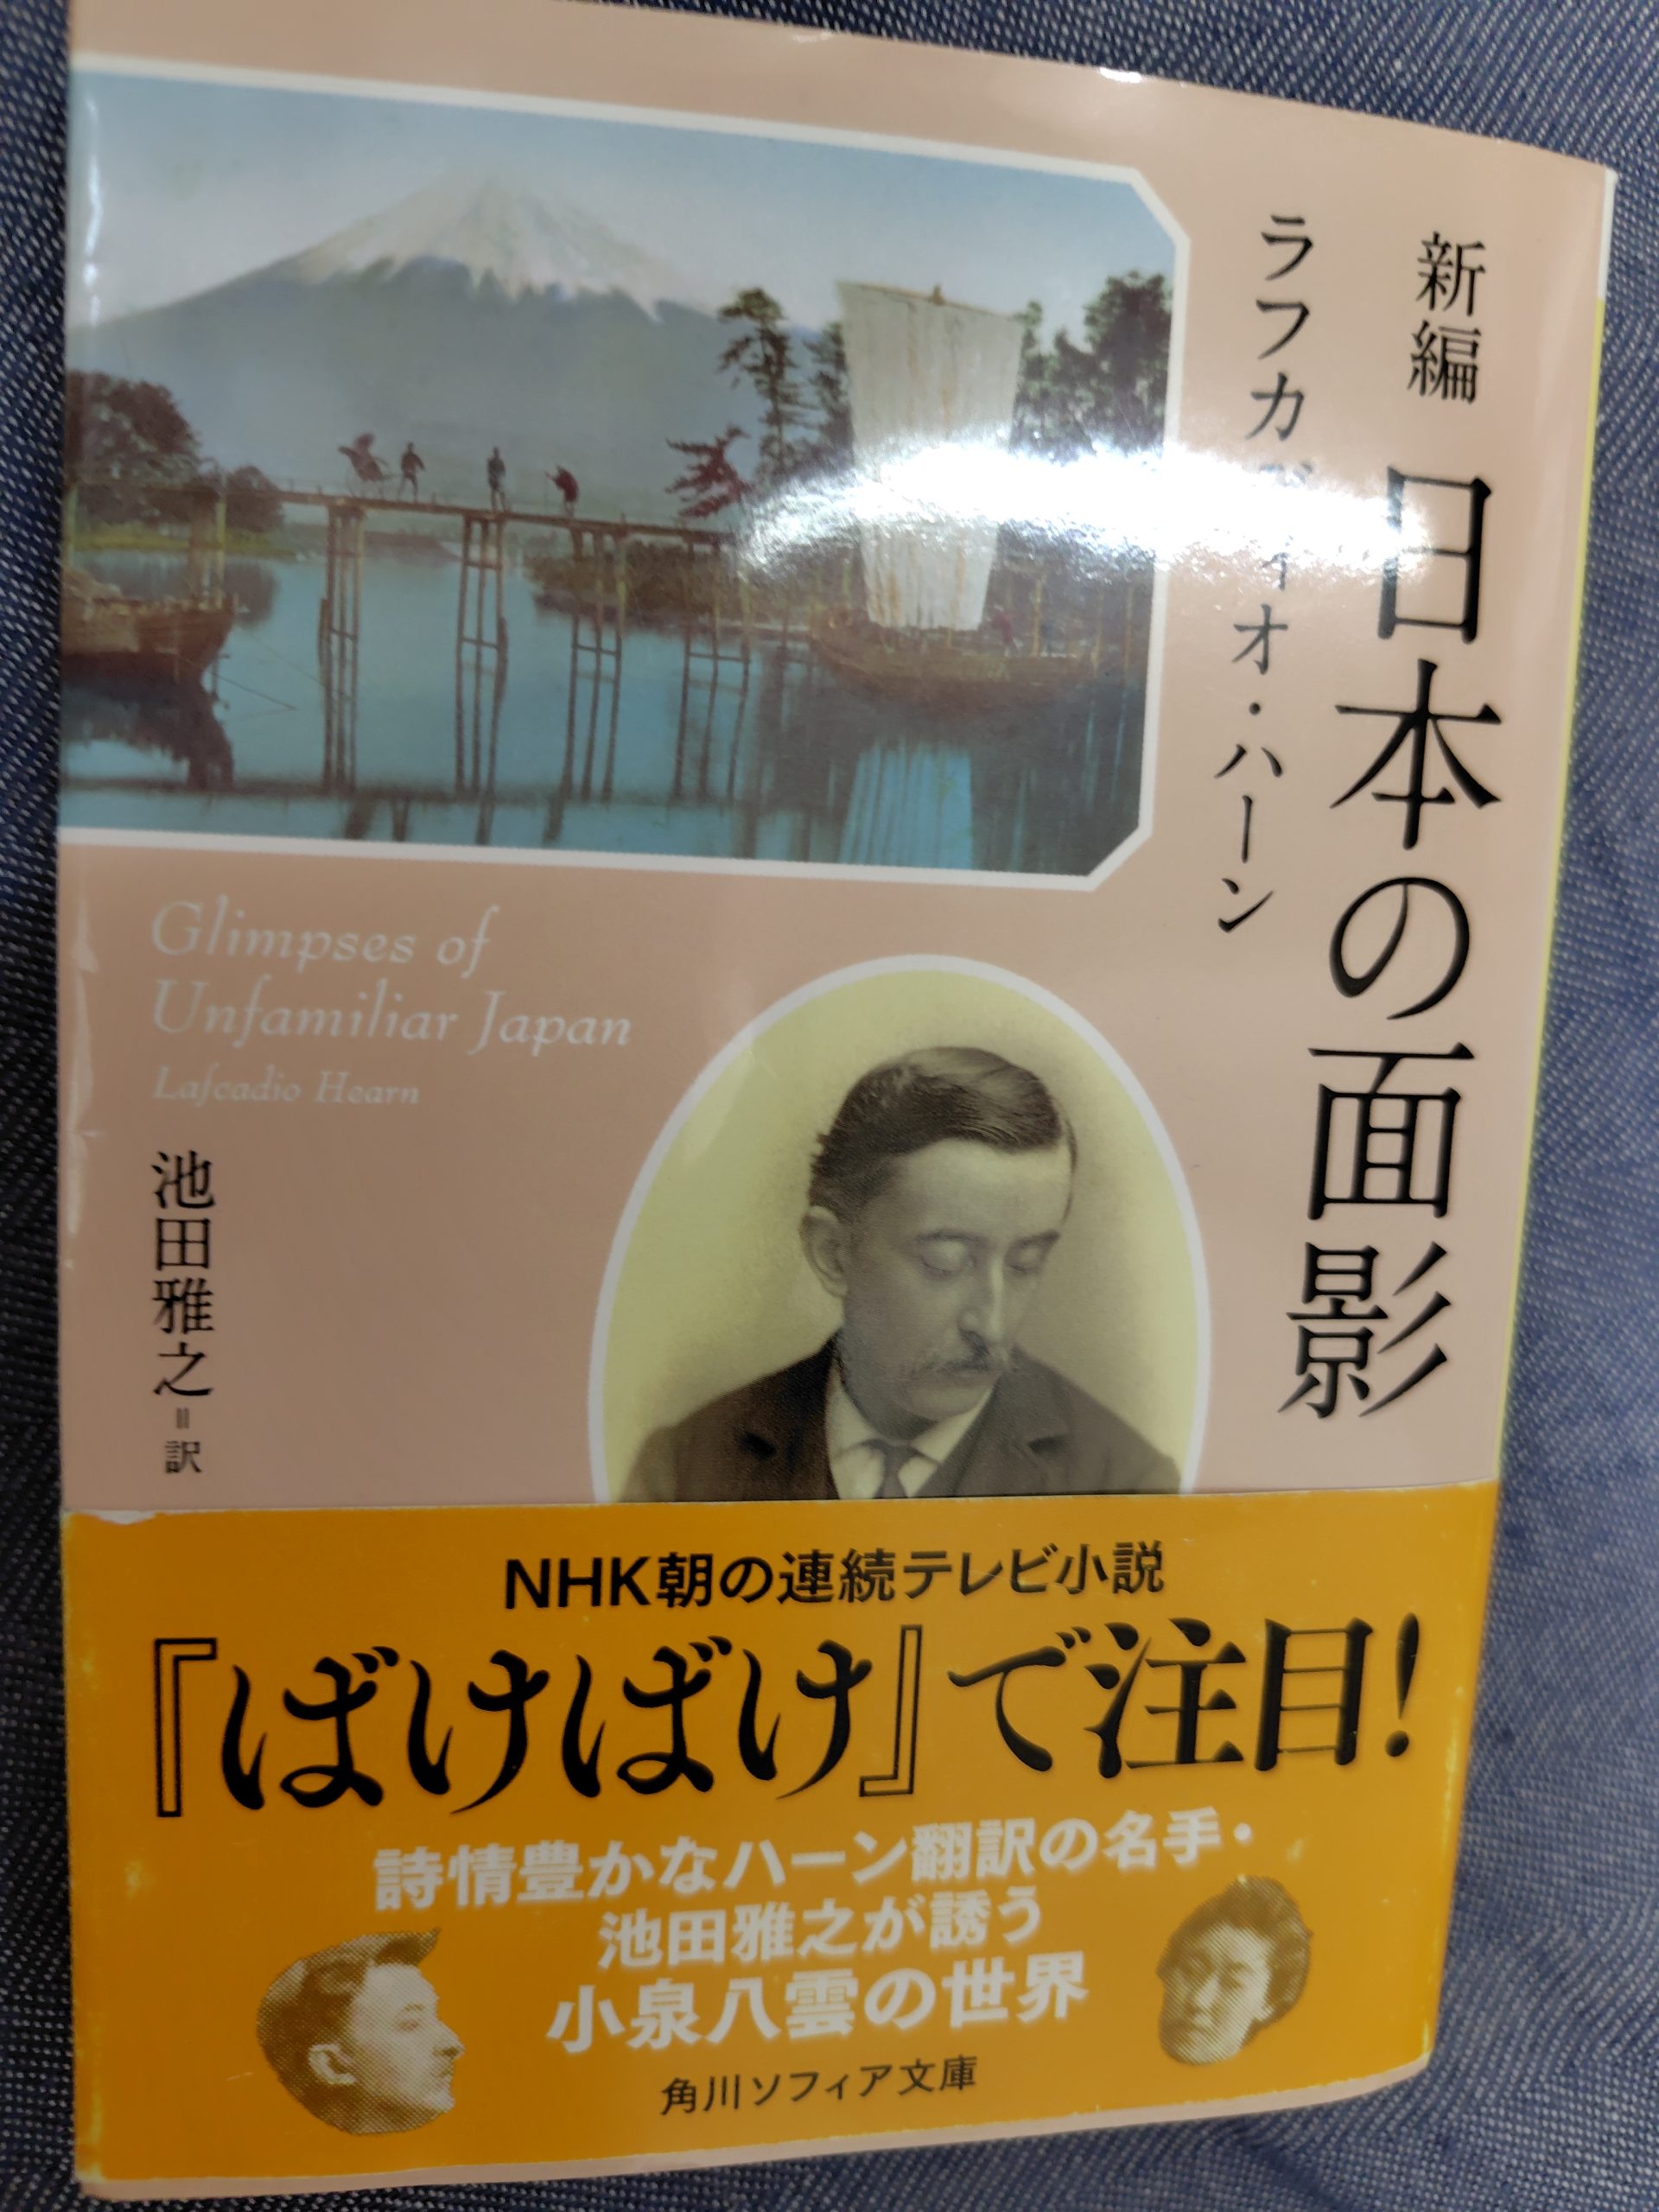 新編 日本の面影
ラフカディオ・ハーン
Glimpses of
Unfamiliar Japan
Lafcadio Hearn
池田雅之=訳
NHK朝の連続テレビ小説
『ばけばけ』で注目!
詩情豊かなハーン翻訳の名手・
池田雅之が誘う
小泉八雲の世界
角川ソフィア文庫